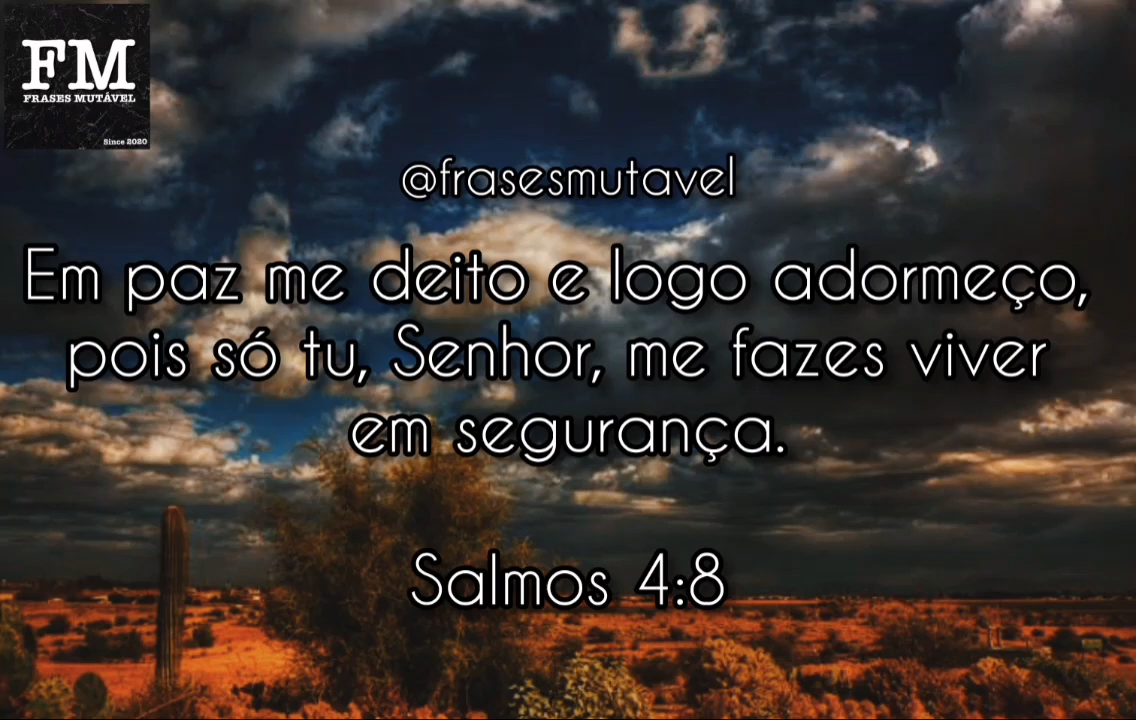 FM
FRASES MUTÁVEL
Since 2020
@frasesmutavel
Em paz me deito e logo adormeço,
pois só tu, Senhor, me fazes viver
em segurança.
Salmos 4:8